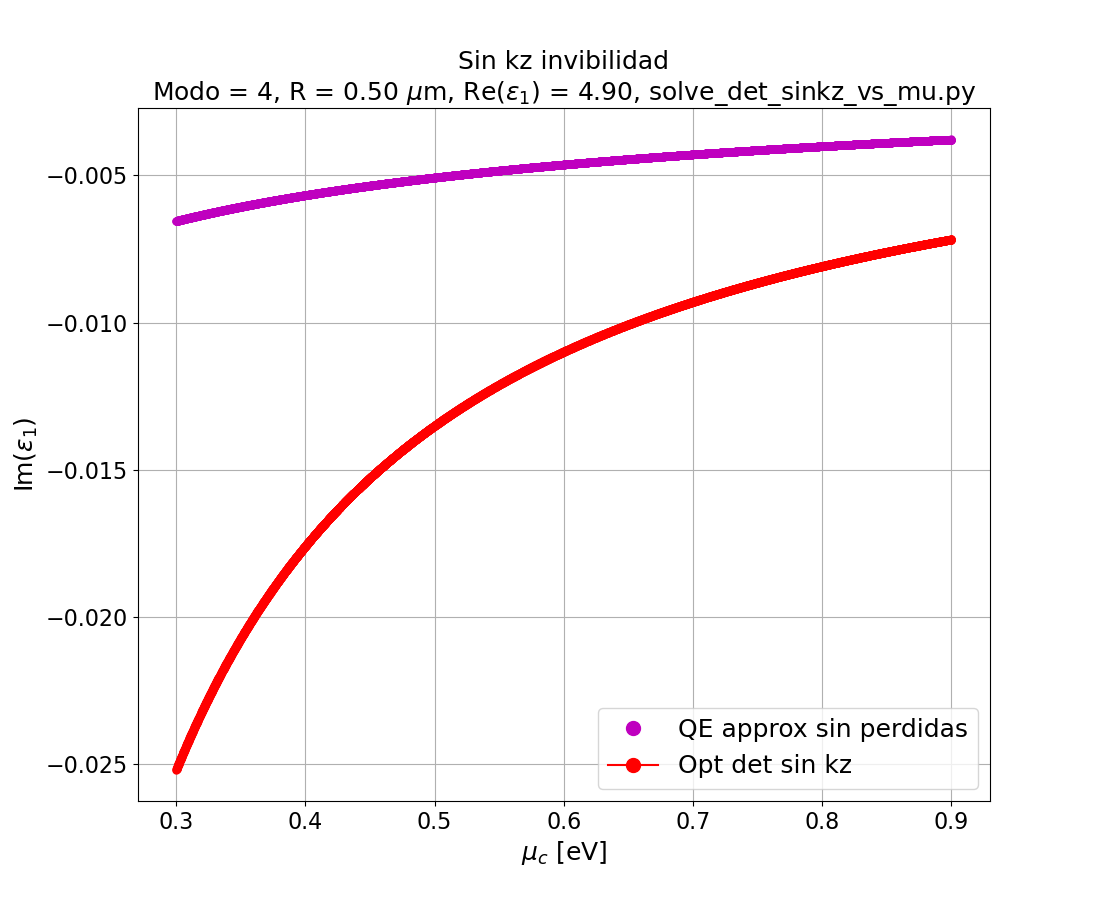 Sin kz invibilidad
Modo = 4, R = 0.50 μm, Re(ε₁) = 4.90, solve_det_sinkz_vs_mu.py
−0.005
−0.010
−0.015
−0.020
−0.025
Im(ε₁)
QE approx sin perdidas
Opt det sin kz
0.3 0.4 0.5 0.6 0.7 0.8 0.9
μc [eV]